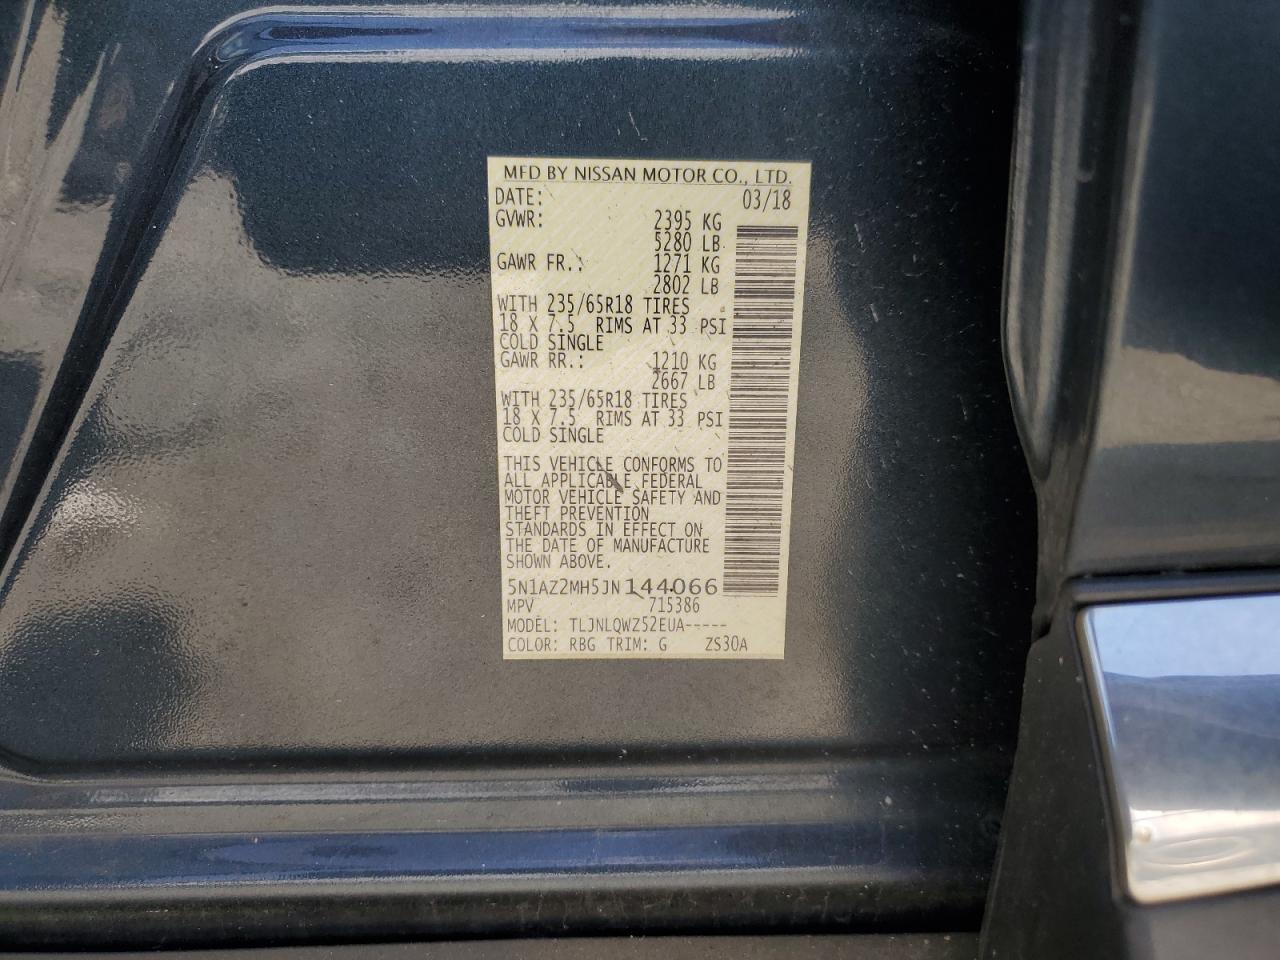 MFD BY NISSAN MOTOR CO., LTD.
DATE: 03/18
GVWR: 2395 KG
5280 LB
GAWR FR.: 1271 KG
2802 LB
WITH 235/65R18 TIRES
18 X 7.5 RIMS AT 33 PSI
COLD SINGLE
GAWR RR.: 1210 KG
2667 LB
WITH 235/65R18 TIRES
18 X 7.5 RIMS AT 33 PSI
COLD SINGLE
THIS VEHICLE CONFORMS TO
ALL APPLICABLE FEDERAL
MOTOR VEHICLE SAFETY AND
THEFT PREVENTION
STANDARDS IN EFFECT ON
THE DATE OF MANUFACTURE
SHOWN ABOVE.
5N1AZ2MH5JN144066
MPV 715386
MODEL: TLJNLQWZ52EUA-----
COLOR: RBG TRIM: G ZS30A